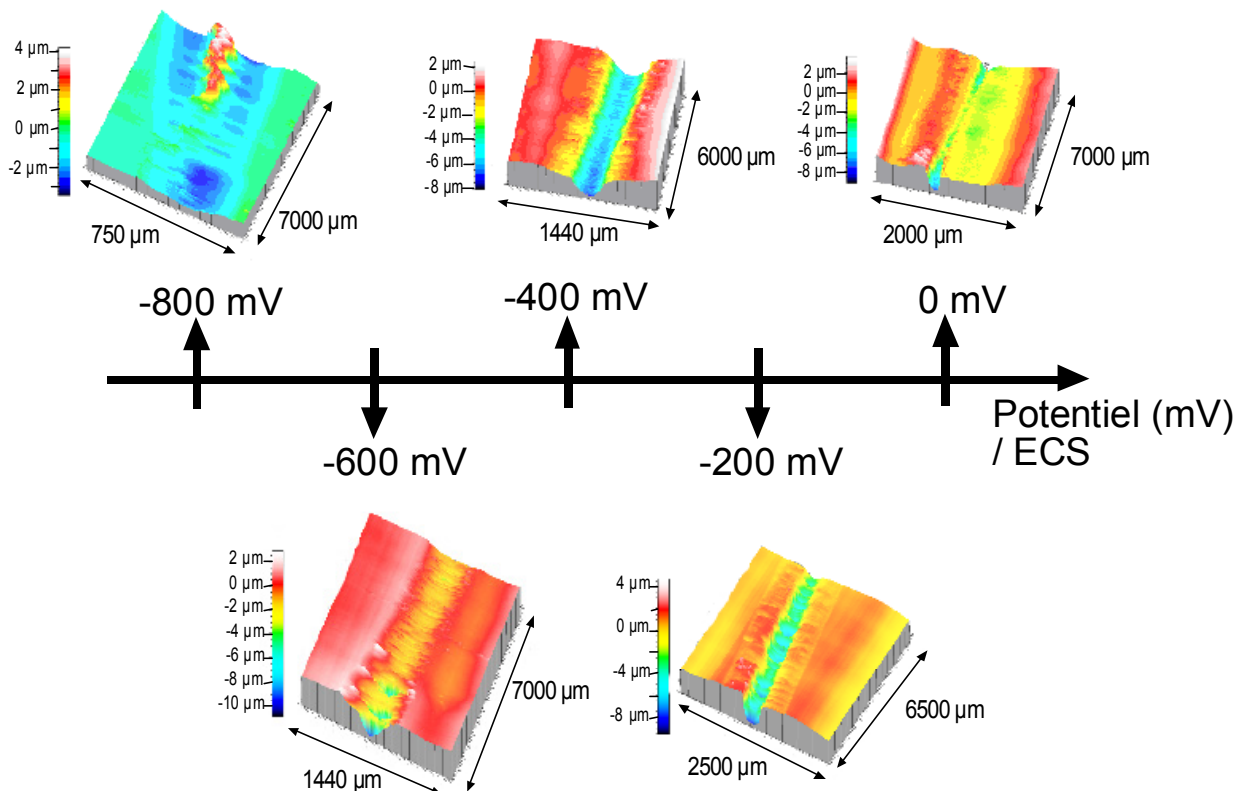 4 µm
2 µm
0 µm
-2 µm
750 µm
7000 µm
2 µm
0 µm
-2 µm
-4 µm
-6 µm
-8 µm
1440 µm
6000 µm
2 µm
0 µm
-2 µm
-4 µm
-6 µm
-8 µm
2000 µm
7000 µm
-800 mV
-400 mV
0 mV
-600 mV
-200 mV
Potentiel (mV)
/ ECS
2 µm
0 µm
-2 µm
-4 µm
-6 µm
-8 µm
-10 µm
1440 µm
7000 µm
4 µm
0 µm
-4 µm
-8 µm
2500 µm
6500 µm